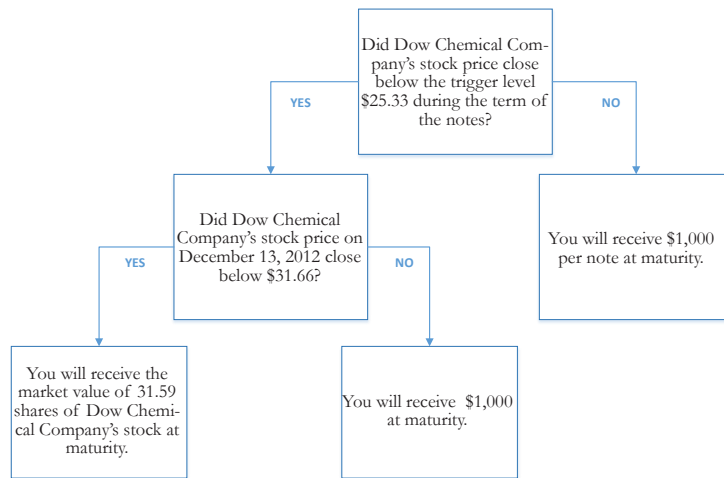 Did Dow Chemical Com-
pany's stock price close
below the trigger level
$25.33 during the term of
the notes?
YES
NO
Did Dow Chemical
Company's stock price on
December 13, 2012 close
below $31.66?
You will receive $1,000
per note at maturity.
YES
NO
You will receive the
market value of 31.59
shares of Dow Chemi-
cal Company's stock at
maturity.
You will receive $1,000
at maturity.